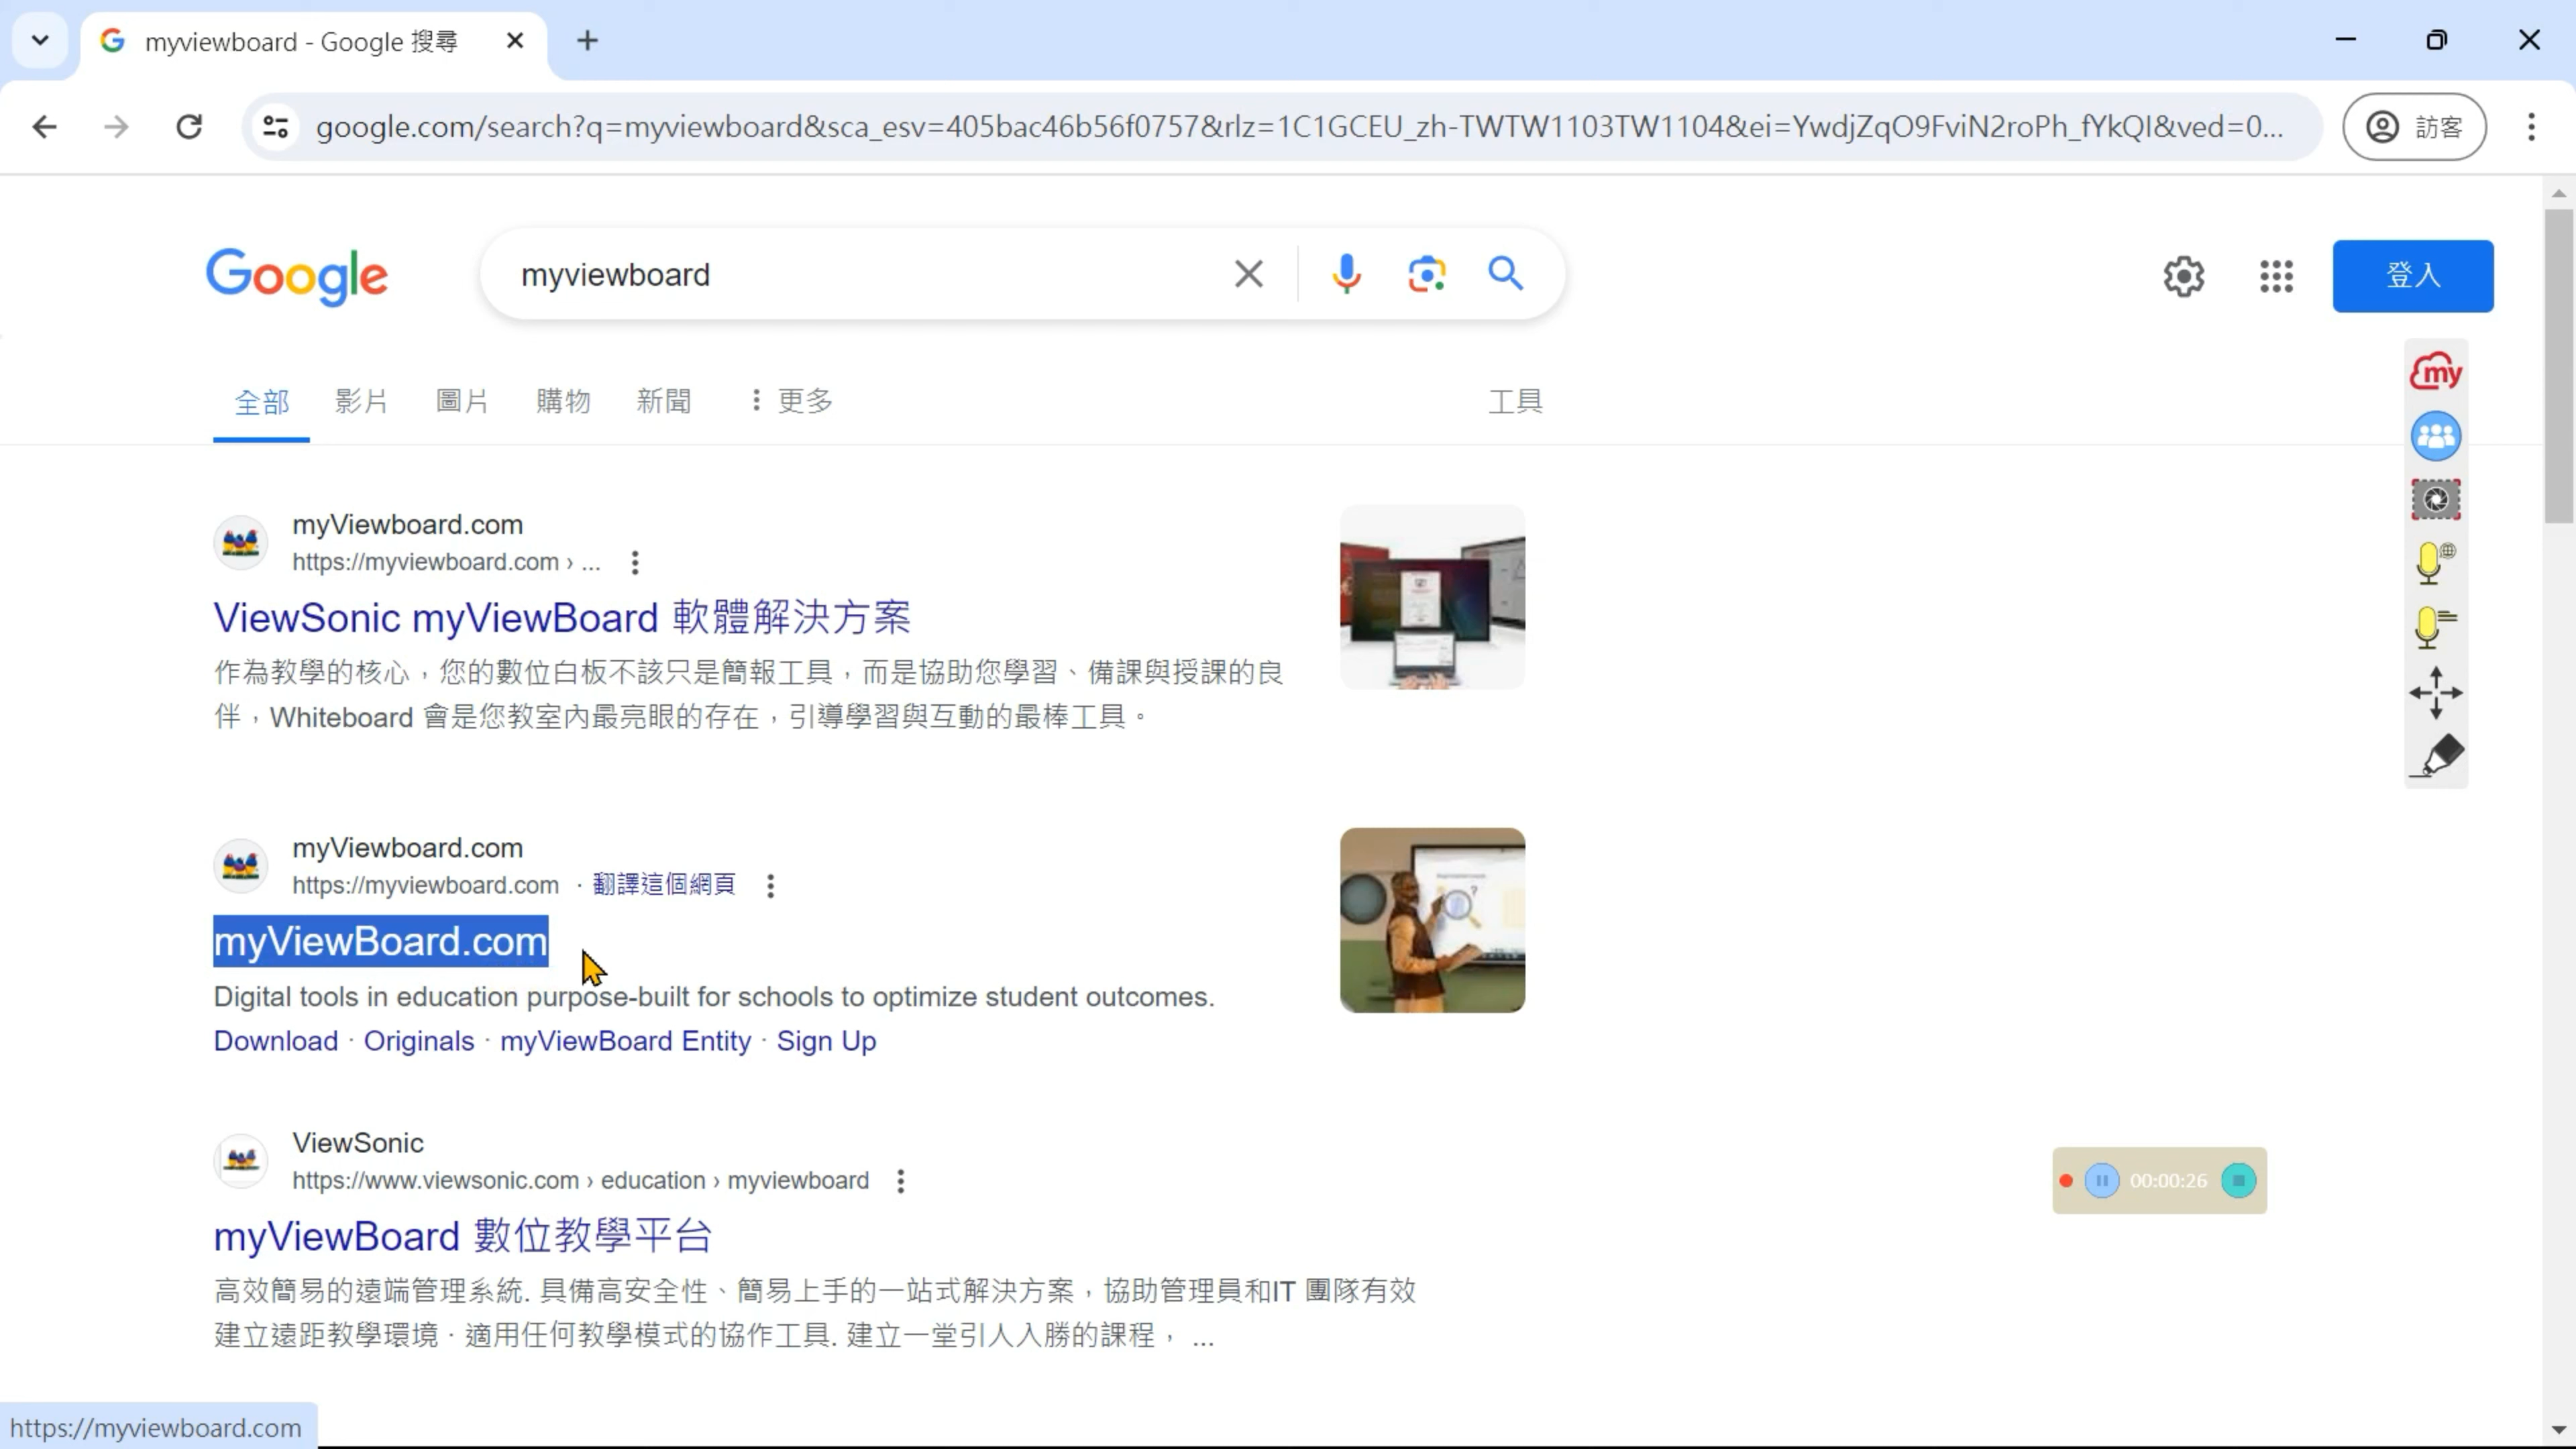 myviewboard - Google 搜尋
google.com/search?q=myviewboard&sca_esv=405bac46b56f0757&rlz=1C1GCEU_zh-TWTW1103TW1104&ei=YwdjZqO9FviN2roPh_fYkQI&ved=0...
訪客
Google
myviewboard
登入
全部 影片 圖片 購物 新聞 更多 工具
my
myViewboard.com
https://myviewboard.com › ...
ViewSonic myViewBoard 軟體解決方案
作為教學的核心，您的數位白板不該只是簡報工具，而是協助您學習、備課與授課的良
伴，Whiteboard 會是您教室內最亮眼的存在，引導學習與互動的最棒工具。
myViewboard.com
https://myviewboard.com · 翻譯這個網頁
myViewBoard.com
Digital tools in education purpose-built for schools to optimize student outcomes.
Download · Originals · myViewBoard Entity · Sign Up
ViewSonic
https://www.viewsonic.com › education › myviewboard
00:00:26
myViewBoard 數位教學平台
高效簡易的遠端管理系統. 具備高安全性、簡易上手的一站式解決方案，協助管理員和IT 團隊有效
建立遠距教學環境 · 適用任何教學模式的協作工具. 建立一堂引人入勝的課程， ...
https://myviewboard.com